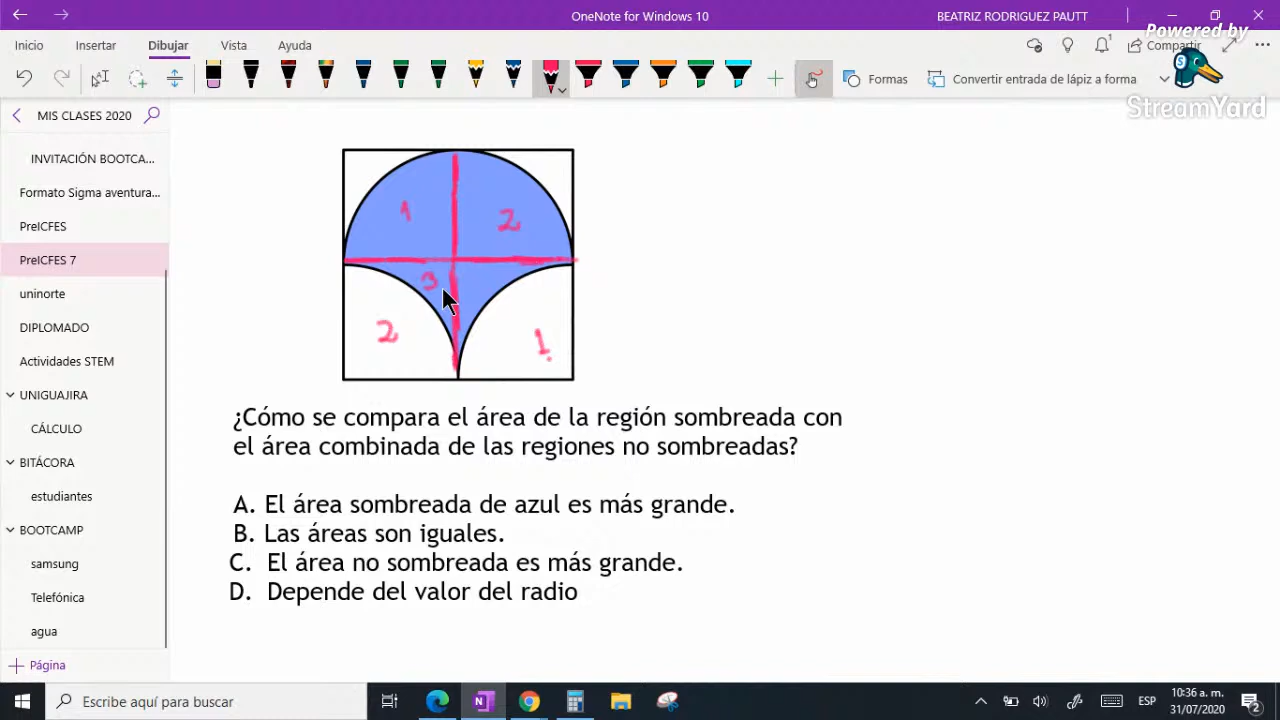 OneNote for Windows 10
BEATRIZ RODRIGUEZ PAUTT
Powered by
StreamYard
Inicio
Insertar
Dibujar
Vista
Ayuda
Compartir
Formas
Convertir entrada de lápiz a forma
MIS CLASES 2020
INVITACIÓN BOOTCA...
Formato Sigma aventura...
PreICFES
PreICFES 7
uninorte
DIPLOMADO
Actividades STEM
UNIGUAJIRA
CÁLCULO
BITÁCORA
estudiantes
BOOTCAMP
samsung
Telefónica
agua
Página
1
2
3
2
1.
¿Cómo se compara el área de la región sombreada con
el área combinada de las regiones no sombreadas?
A. El área sombreada de azul es más grande.
B. Las áreas son iguales.
C. El área no sombreada es más grande.
D. Depende del valor del radio
Escribe aquí para buscar
ESP
10:36 a. m.
31/07/2020
2